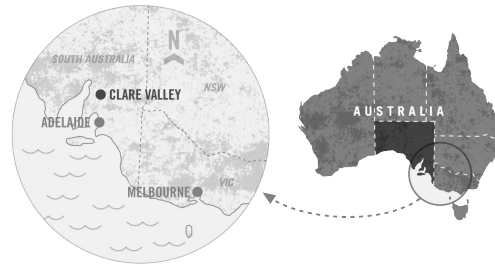 N
SOUTH AUSTRALIA
NSW
CLARE VALLEY
ADELAIDE
VIC
MELBOURNE
AUSTRALIA